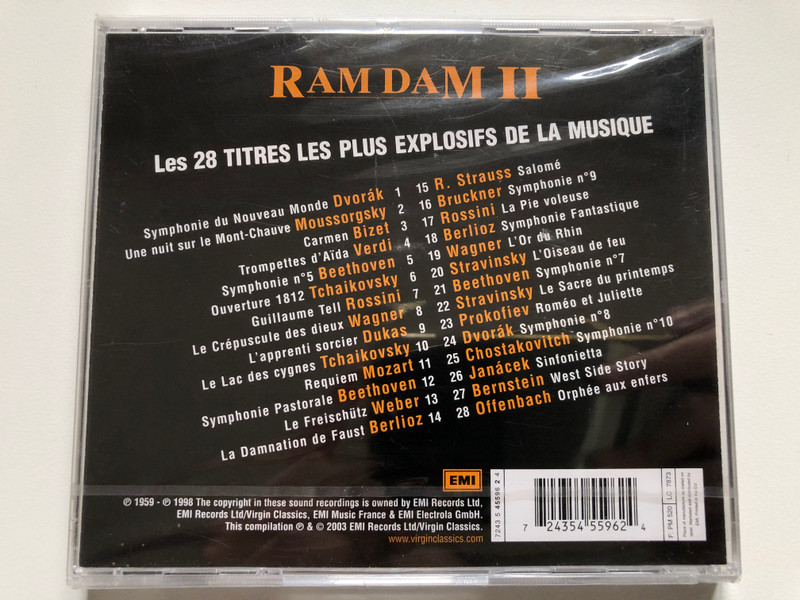 RAM DAM II
Les 28 TITRES LES PLUS EXPLOSIFS DE LA MUSIQUE
Symphonie du Nouveau Monde Dvorák 1
Une nuit sur le Mont-Chauve Moussorgsky 2
Carmen Bizet 3
Trompettes d'Aïda Verdi 4
Symphonie n°5 Beethoven 5
Ouverture 1812 Tchaikovsky 6
Guillaume Tell Rossini 7
Le Crépuscule des dieux Wagner 8
L'apprenti sorcier Dukas 9
Le Lac des cygnes Tchaikovsky 10
Requiem Mozart 11
Symphonie Pastorale Beethoven 12
Le Freischütz Weber 13
La Damnation de Faust Berlioz 14
15 R. Strauss Salomé
16 Bruckner Symphonie n°9
17 Rossini La Pie voleuse
18 Berlioz Symphonie Fantastique
19 Wagner L'Or du Rhin
20 Stravinsky L'Oiseau de feu
21 Beethoven Symphonie n°7
22 Stravinsky Le Sacre du printemps
23 Prokofiev Roméo et Juliette
24 Dvorák Symphonie n°8
25 Chostakovitch Symphonie n°10
26 Janácek Sinfonietta
27 Bernstein West Side Story
28 Offenbach Orphée aux enfers
EMI
℗ 1959 - ℗ 1998 The copyright in these sound recordings is owned by EMI Records Ltd,
EMI Records Ltd/Virgin Classics, EMI Music France & EMI Electrola GmbH.
This compilation ℗ & © 2003 EMI Records Ltd/Virgin Classics.
www.virginclassics.com
7243 5 45596 2 4
7 24354 55962 4
F: PM 520 LC 7873